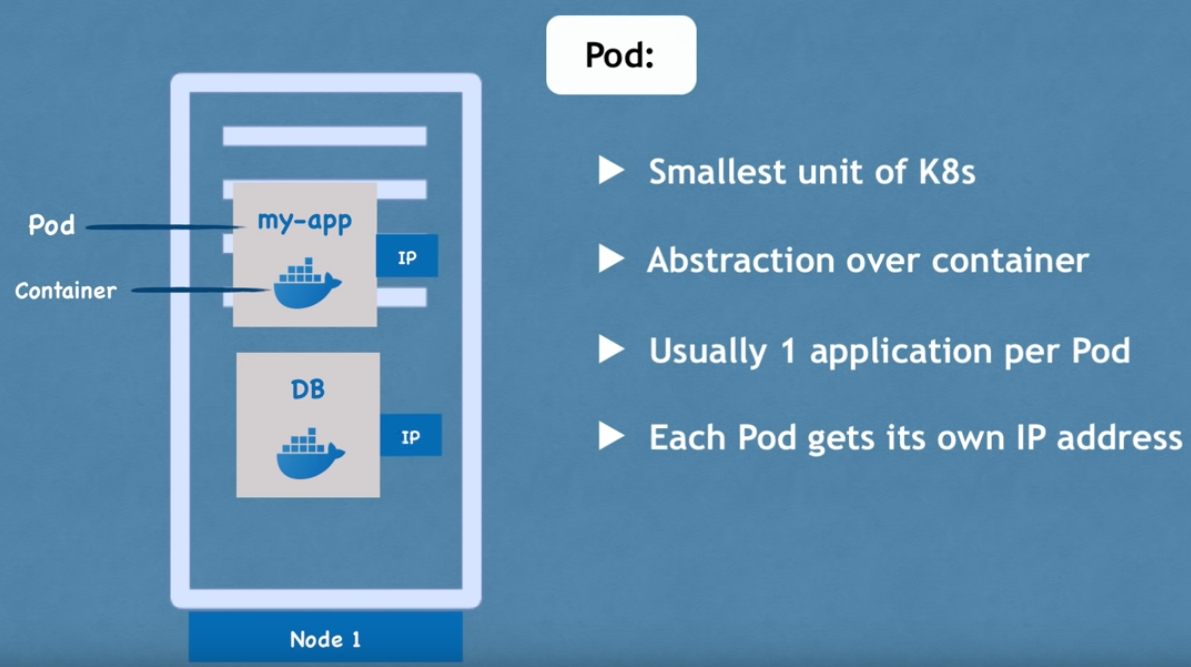 Pod:
Smallest unit of K8s
Abstraction over container
Usually 1 application per Pod
Each Pod gets its own IP address
Pod
Container
my-app
IP
DB
IP
Node 1